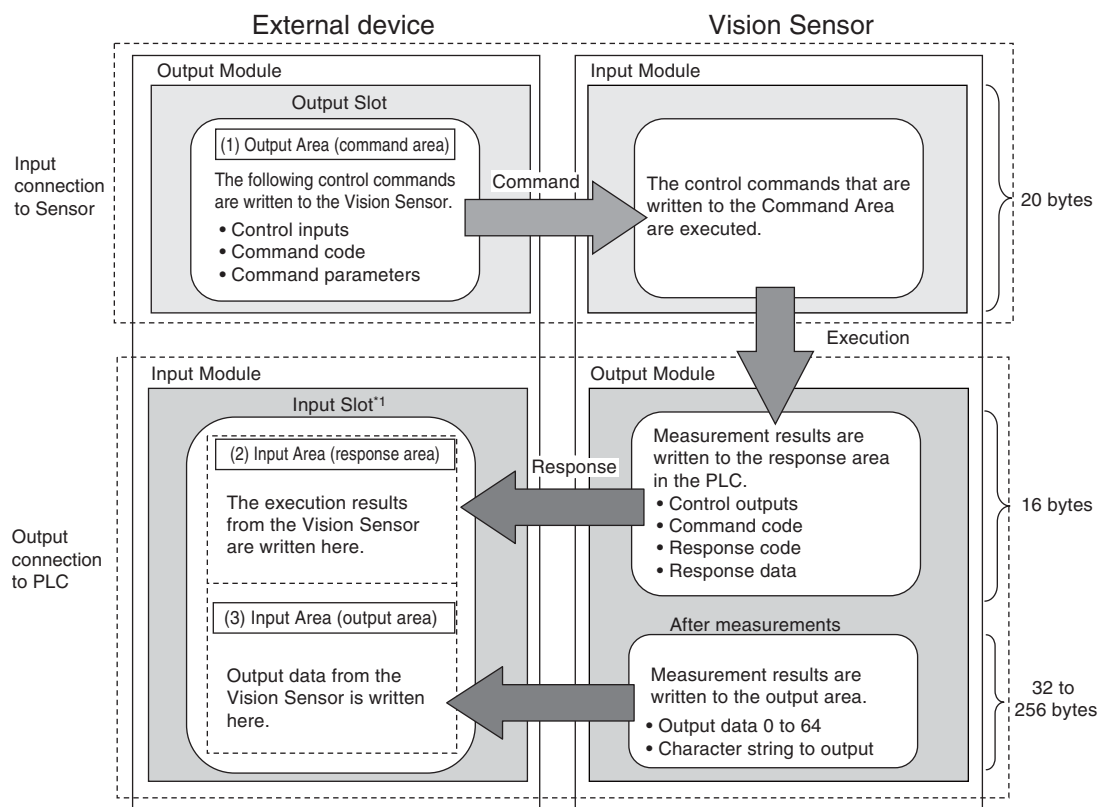 External device
Vision Sensor
Output Module
Input Module
Output Slot
(1) Output Area (command area)
The following control commands
are written to the Vision Sensor.
• Control inputs
• Command code
• Command parameters
Command
The control commands that are
written to the Command Area
are executed.
Input
connection
to Sensor
20 bytes
Execution
Input Module
Output Module
Input Slot*1
(2) Input Area (response area)
The execution results
from the Vision Sensor
are written here.
Response
Measurement results are
written to the response area
in the PLC.
• Control outputs
• Command code
• Response code
• Response data
16 bytes
Output
connection
to PLC
(3) Input Area (output area)
Output data from the
Vision Sensor is written
here.
After measurements
Measurement results are
written to the output area.
• Output data 0 to 64
• Character string to output
32 to
256 bytes